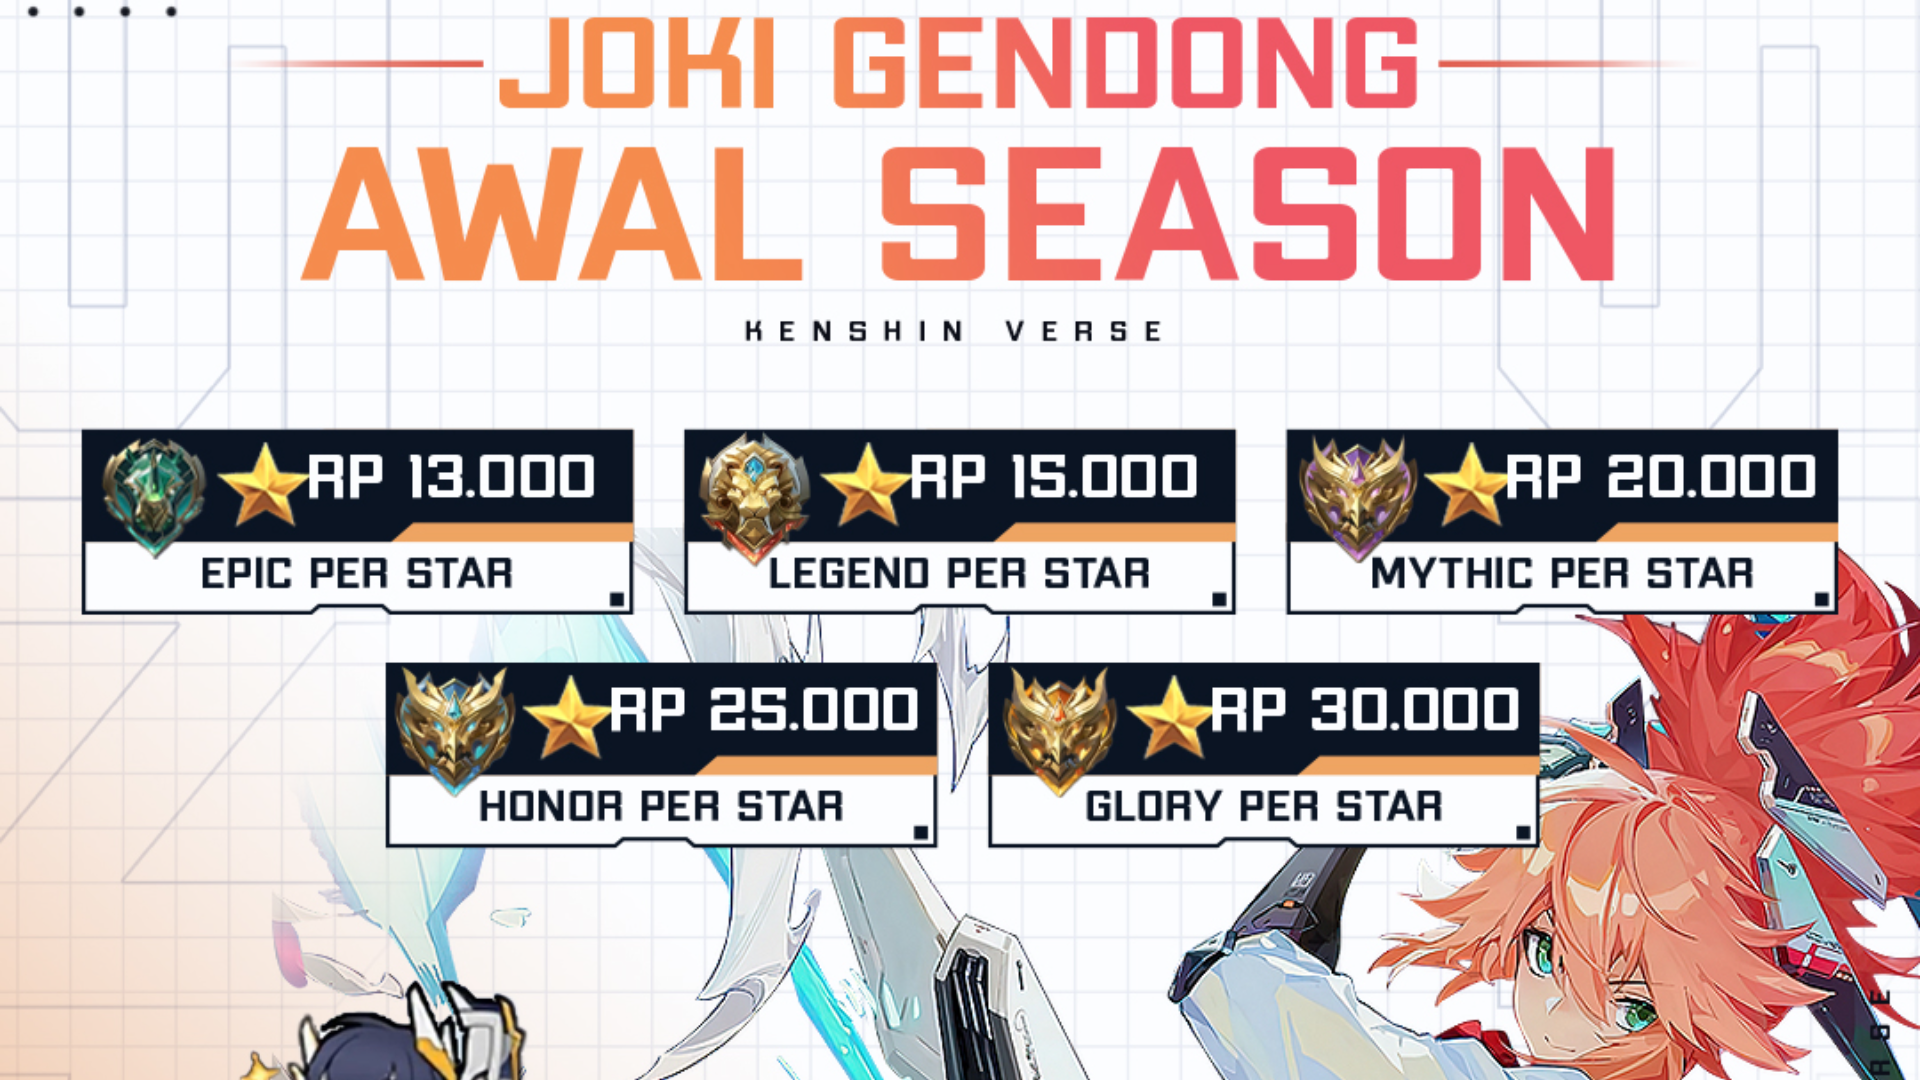 JOKI GENDONG
AWAL SEASON
KENSHIN VERSE
RP 13.000
EPIC PER STAR
RP 15.000
LEGEND PER STAR
RP 20.000
MYTHIC PER STAR
RP 25.000
HONOR PER STAR
RP 30.000
GLORY PER STAR